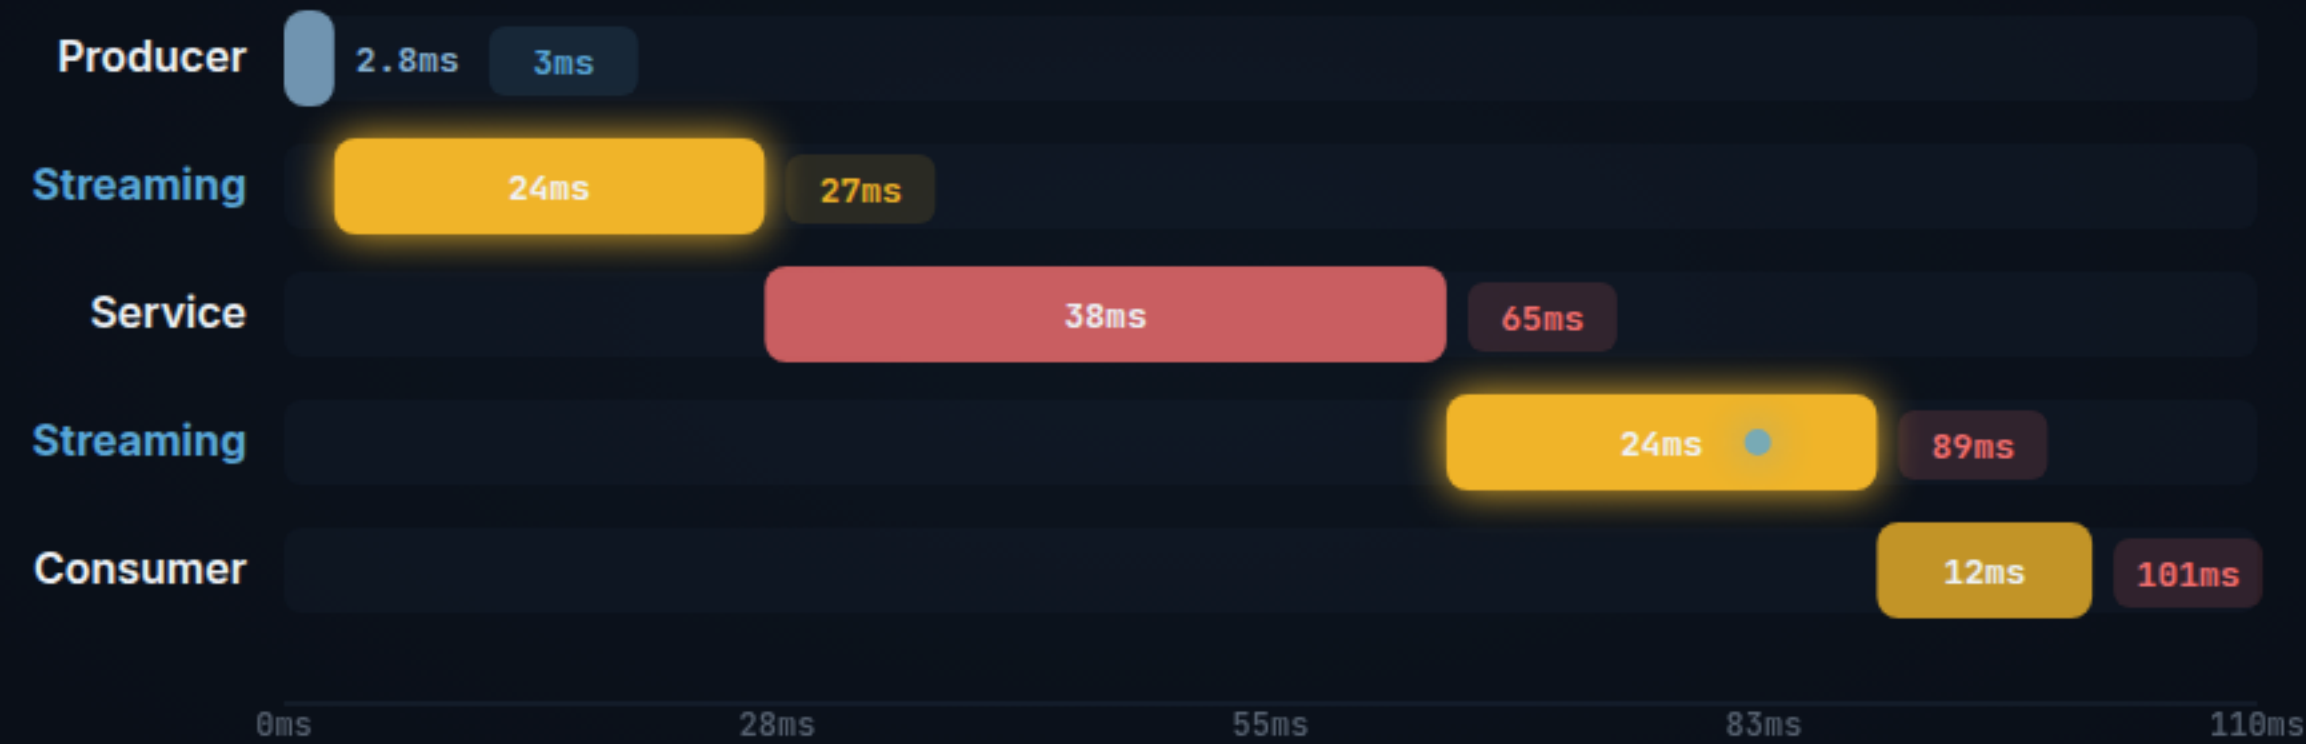 Producer 2.8ms 3ms
Streaming 24ms 27ms
Service 38ms 65ms
Streaming 24ms 89ms
Consumer 12ms 101ms
0ms 28ms 55ms 83ms 110ms